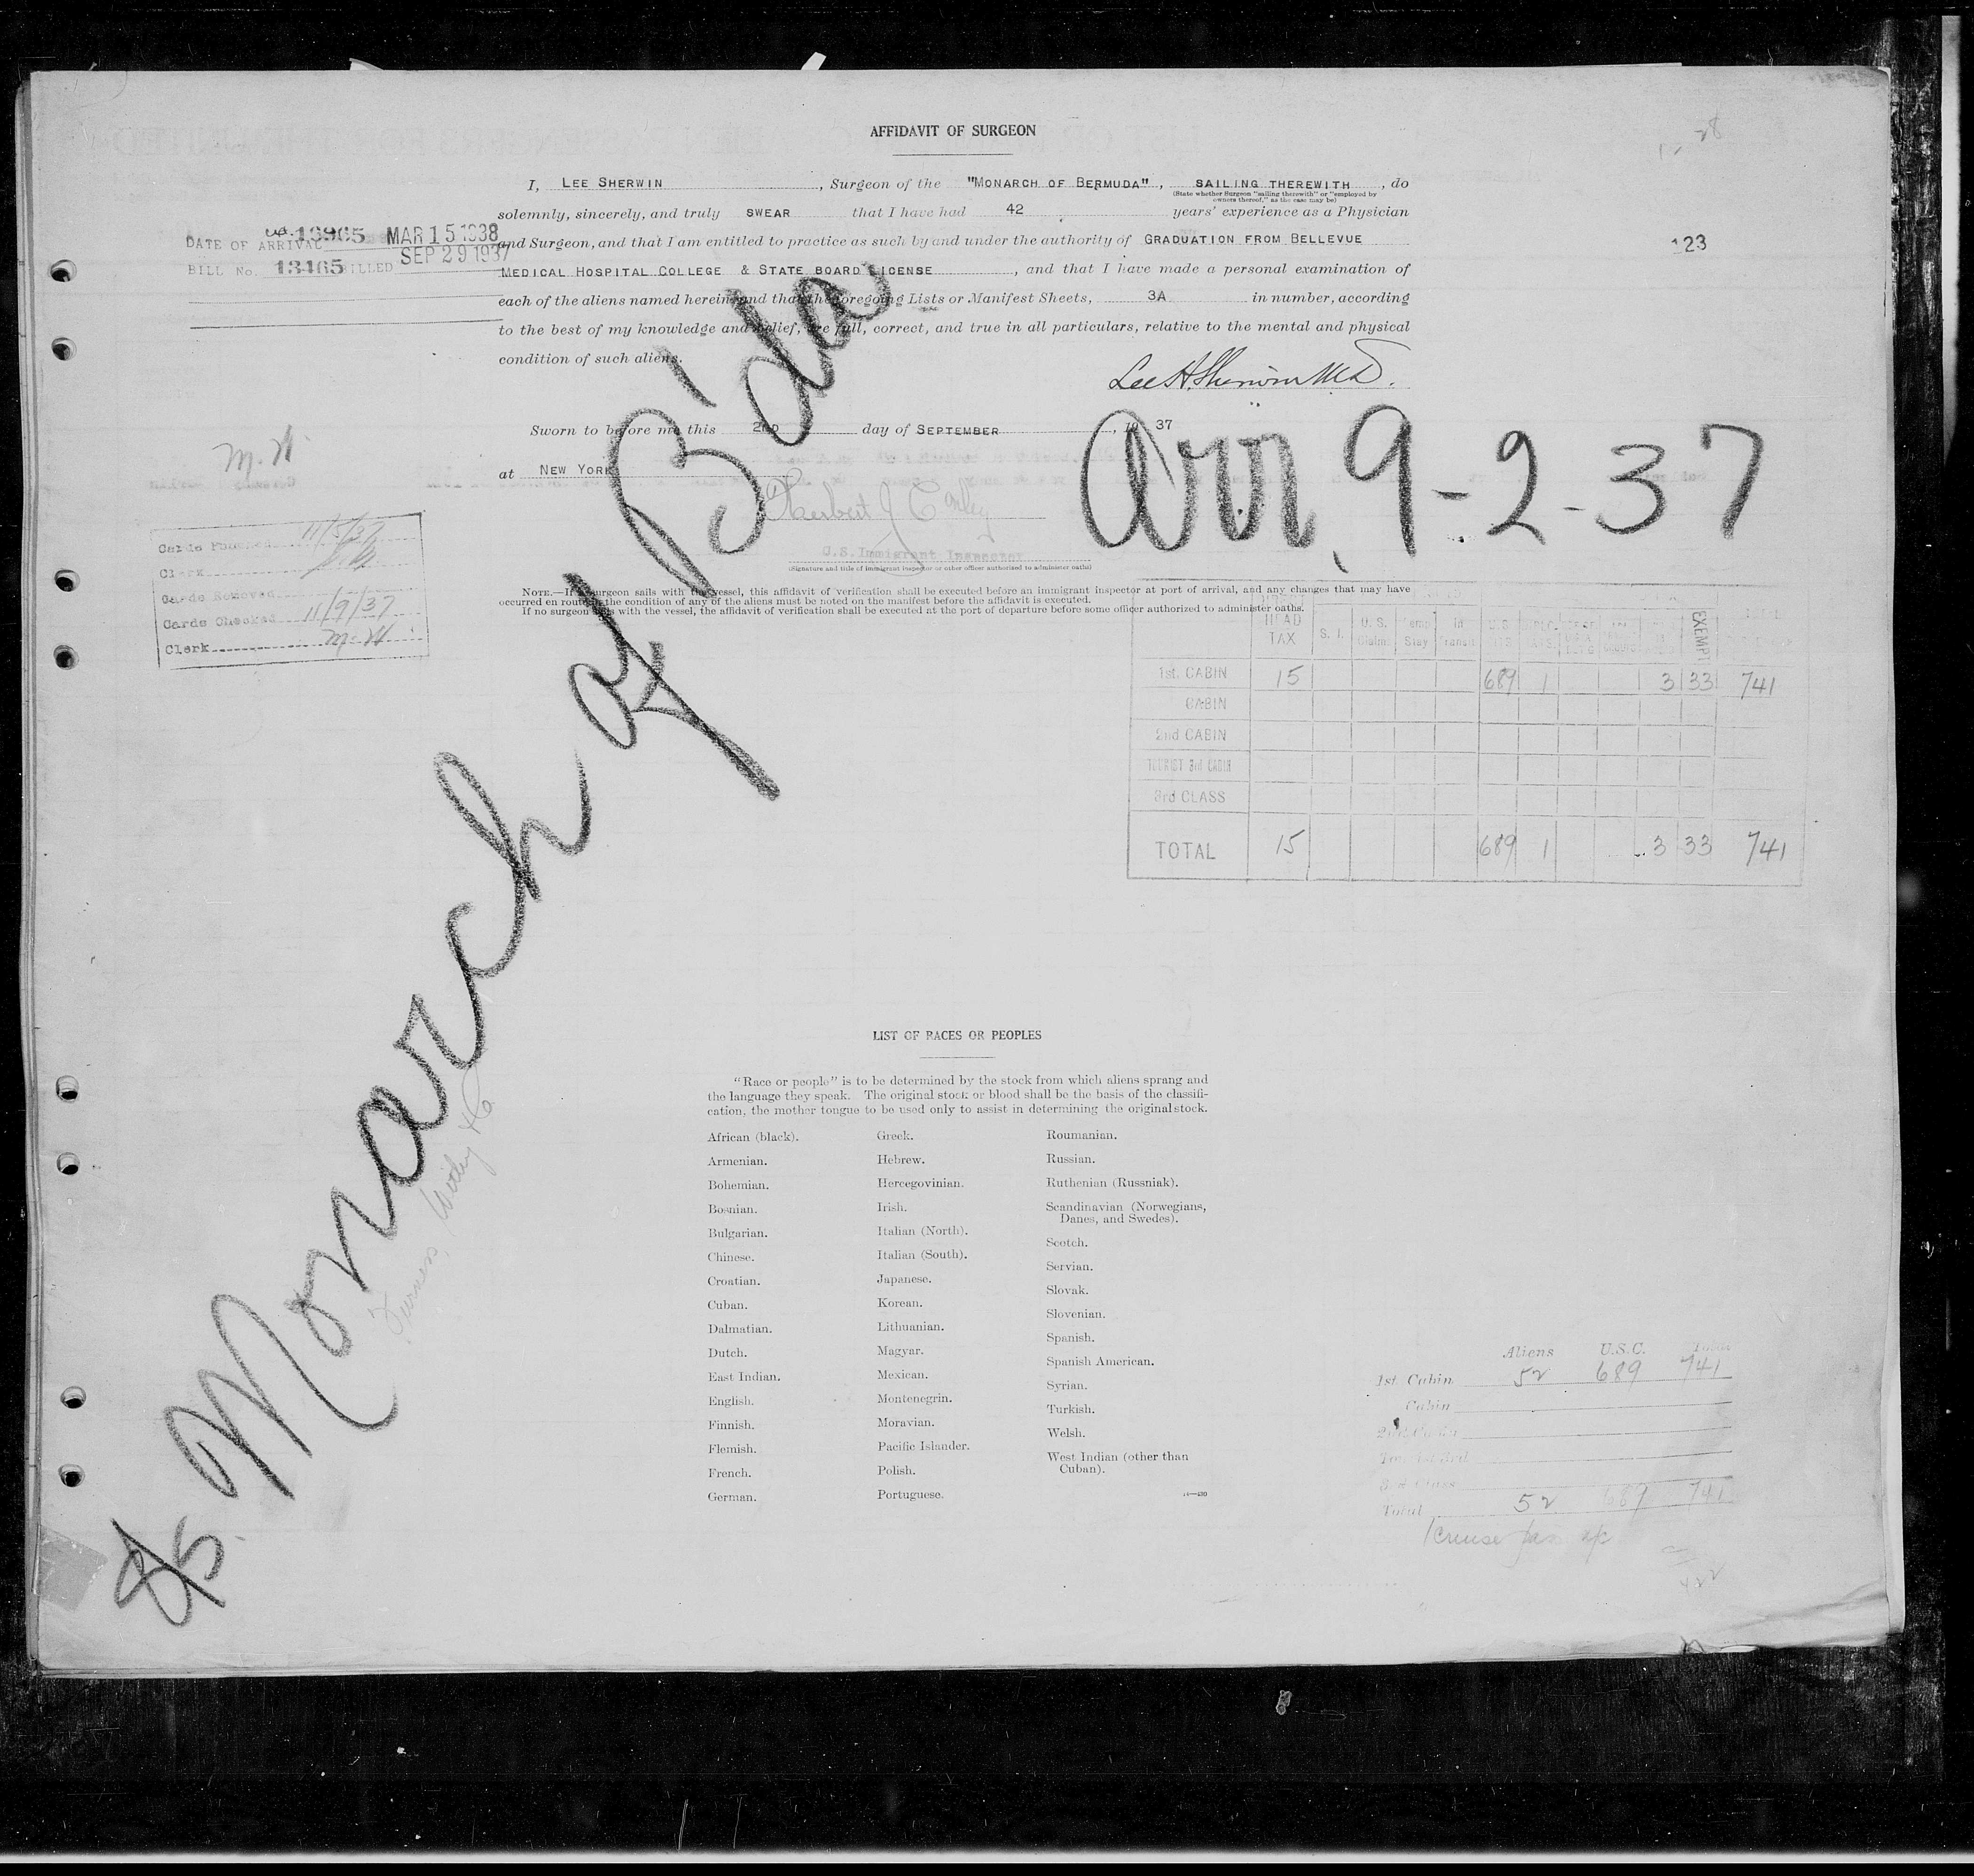 AFFIDAVIT OF SURGEON
I, LEE SHERWIN, Surgeon of the "MONARCH OF BERMUDA", SAILING THEREWITH, do
(State whether Surgeon "sailing therewith" or "employed by
owners thereof," as the case may be)
solemnly, sincerely, and truly SWEAR that I have had 42 years' experience as a Physician
and Surgeon, and that I am entitled to practice as such by and under the authority of GRADUATION FROM BELLEVUE
MEDICAL HOSPITAL COLLEGE & STATE BOARD LICENSE, and that I have made a personal examination of
each of the aliens named herein and that the foregoing Lists or Manifest Sheets, 3A in number, according
to the best of my knowledge and belief, are full, correct, and true in all particulars, relative to the mental and physical
condition of such aliens.
Lee H. Sherwin M.D.
Sworn to before me this 2ND day of SEPTEMBER, 19 37
at NEW YORK
Herbert J. Conley
U.S. Immigrant Inspector
(Signature and title of immigrant inspector or other officer authorized to administer oaths)
NOTE.—If a surgeon sails with the vessel, this affidavit of verification shall be executed before an immigrant inspector at port of arrival, and any changes that may have
occurred en route in the condition of any of the aliens must be noted on the manifest before the affidavit is executed.
If no surgeon sails with the vessel, the affidavit of verification shall be executed at the port of departure before some officer authorized to administer oaths.
13965 MAR 15 1938
DATE OF ARRIVAL
SEP 29 1937
BILL No. 13465 BILLED
123
28
Arr, 9-2-37
S/S. Monarch of B'da.
Furness, Withy & Co.
M.H.
Cards Punched 11/5/37
Clerk
Cards Removed
Cards Checked 11/9/37
Clerk M.H.
HEAD TAX S. I. U. S. Claims Temp Stay In Transit EXEMPT
1st. CABIN 15 689 1 3 33 741
CABIN
2nd CABIN
TOURIST 3rd CABIN
3rd CLASS
TOTAL 15 689 1 3 33 741
LIST OF RACES OR PEOPLES
"Race or people" is to be determined by the stock from which aliens sprang and
the language they speak. The original stock or blood shall be the basis of the classifi-
cation, the mother tongue to be used only to assist in determining the original stock.
African (black).
Armenian.
Bohemian.
Bosnian.
Bulgarian.
Chinese.
Croatian.
Cuban.
Dalmatian.
Dutch.
East Indian.
English.
Finnish.
Flemish.
French.
German.
Greek.
Hebrew.
Hercegovinian.
Irish.
Italian (North).
Italian (South).
Japanese.
Korean.
Lithuanian.
Magyar.
Mexican.
Montenegrin.
Moravian.
Pacific Islander.
Polish.
Portuguese.
Roumanian.
Russian.
Ruthenian (Russniak).
Scandinavian (Norwegians,
Danes, and Swedes).
Scotch.
Servian.
Slovak.
Slovenian.
Spanish.
Spanish American.
Syrian.
Turkish.
Welsh.
West Indian (other than
Cuban).
Aliens U.S.C. Total
1st. Cabin 52 689 741
Cabin
2nd Cabin
3rd Class
Total 52 689 741